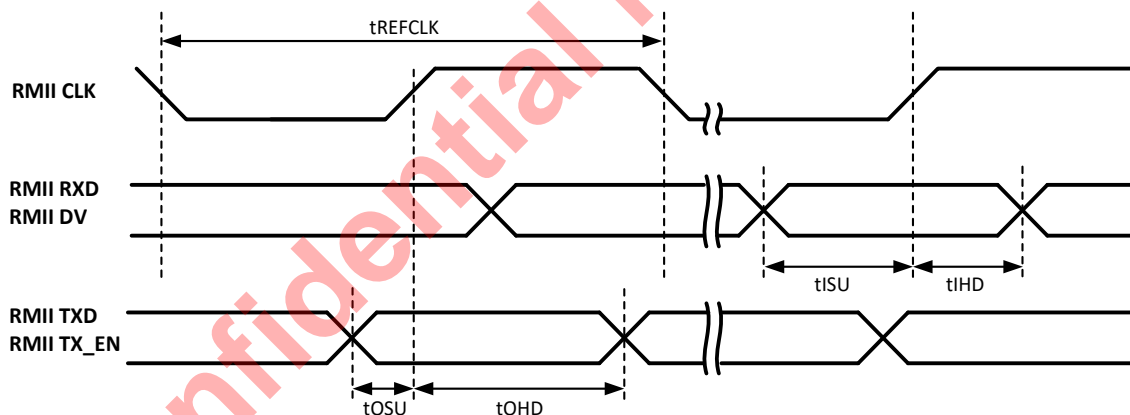 tREFCLK
RMII CLK
RMII RXD
RMII DV
tISU
tIHD
RMII TXD
RMII TX_EN
tOSU
tOHD